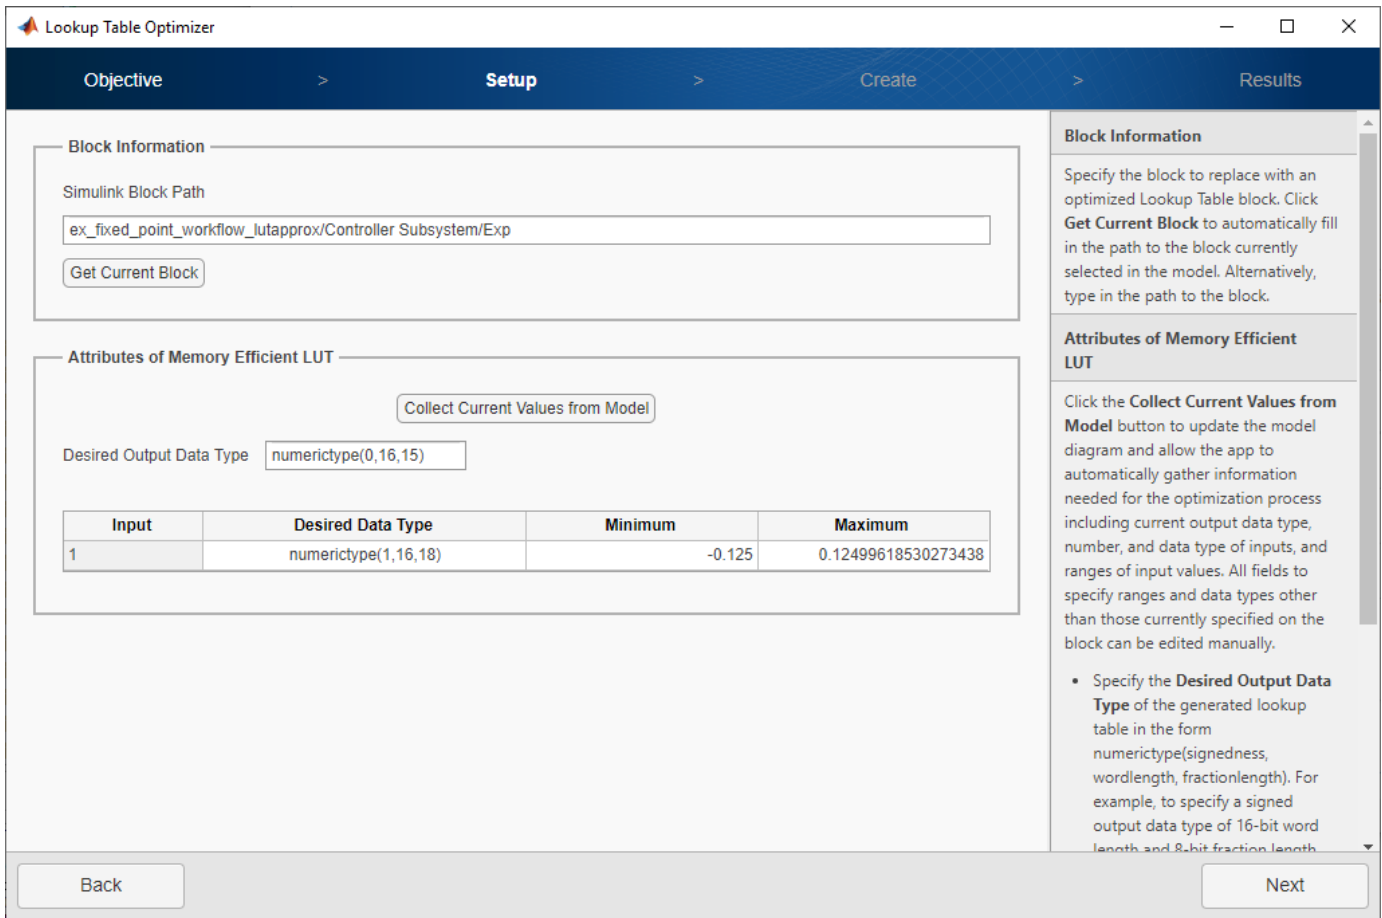 Lookup Table Optimizer
Objective > Setup > Create > Results
Block Information
Simulink Block Path
ex_fixed_point_workflow_lutapprox/Controller Subsystem/Exp
Get Current Block
Attributes of Memory Efficient LUT
Collect Current Values from Model
Desired Output Data Type numerictype(0,16,15)
Input Desired Data Type Minimum Maximum
1 numerictype(1,16,18) -0.125 0.12499618530273438
Block Information
Specify the block to replace with an
optimized Lookup Table block. Click
Get Current Block to automatically fill
in the path to the block currently
selected in the model. Alternatively,
type in the path to the block.
Attributes of Memory Efficient
LUT
Click the Collect Current Values from
Model button to update the model
diagram and allow the app to
automatically gather information
needed for the optimization process
including current output data type,
number, and data type of inputs, and
ranges of input values. All fields to
specify ranges and data types other
than those currently specified on the
block can be edited manually.
• Specify the Desired Output Data
Type of the generated lookup
table in the form
numerictype(signedness,
wordlength, fractionlength). For
example, to specify a signed
output data type of 16-bit word
length and 8-bit fraction length
Back
Next